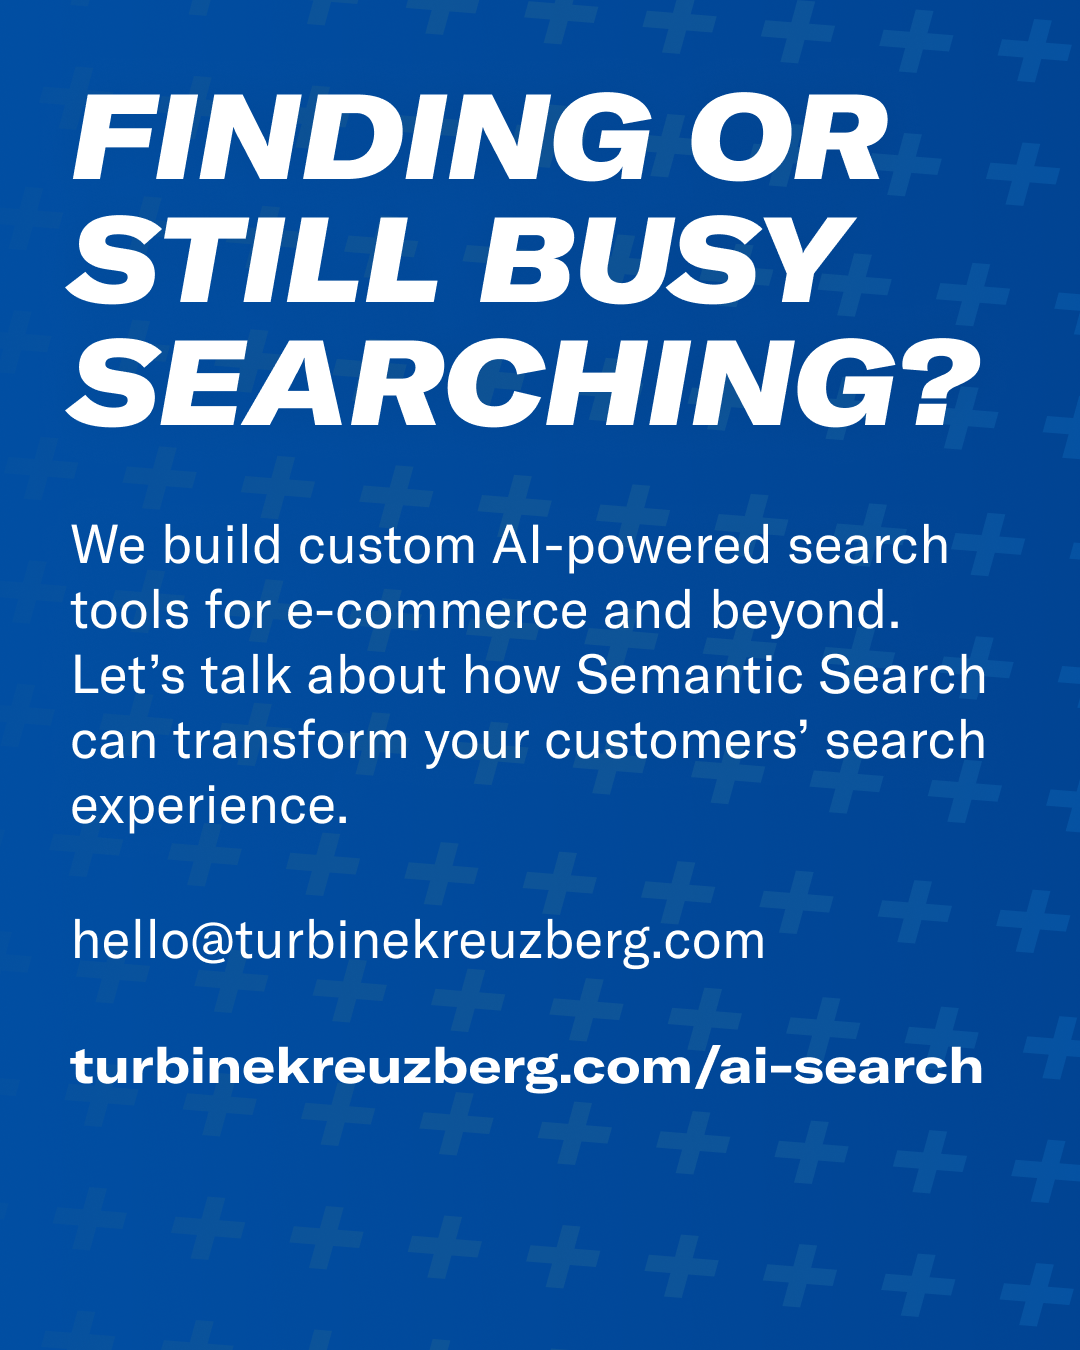 FINDING OR
STILL BUSY
SEARCHING?
We build custom AI-powered search
tools for e-commerce and beyond.
Let’s talk about how Semantic Search
can transform your customers’ search
experience.
hello@turbinekreuzberg.com
turbinekreuzberg.com/ai-search